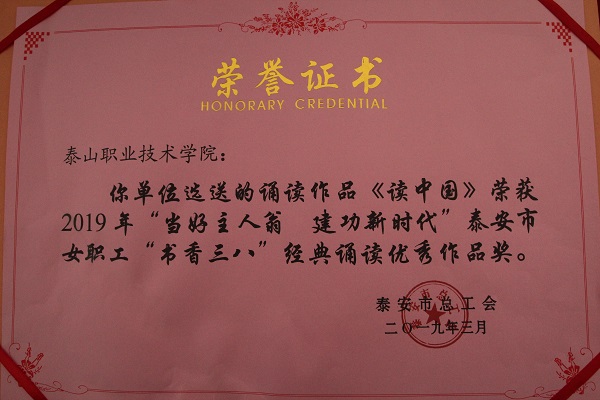 荣誉证书
HONORARY CREDENTIAL
泰山职业技术学院：
你单位选送的诵读作品《读中国》荣获
2019年“当好主人翁 建功新时代”泰安市
女职工“书香三八”经典诵读优秀作品奖。
泰安市总工会
二〇一九年三月